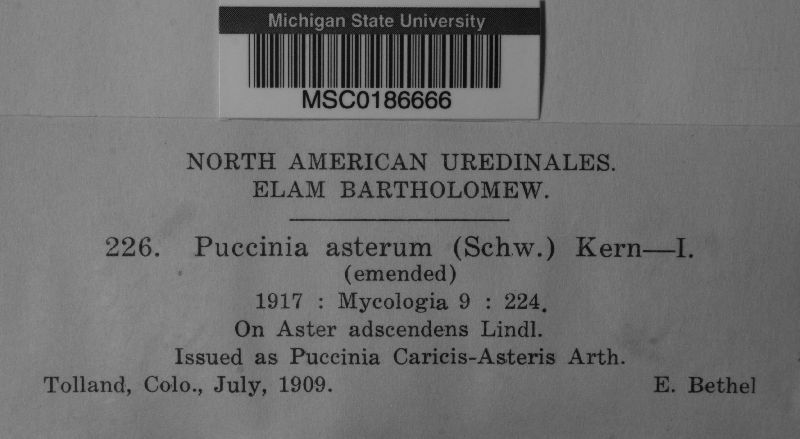 Michigan State University
MSC0186666
NORTH AMERICAN UREDINALES.
ELAM BARTHOLOMEW.
226. Puccinia asterum (Schw.) Kern—I.
(emended)
1917 : Mycologia 9 : 224.
On Aster adscendens Lindl.
Issued as Puccinia Caricis-Asteris Arth.
Tolland, Colo., July, 1909. E. Bethel